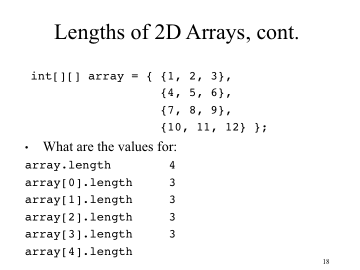 Lengths of 2D Arrays, cont.
int[][] array = { {1, 2, 3},
{4, 5, 6},
{7, 8, 9},
{10, 11, 12} };
• What are the values for:
array.length 4
array[0].length 3
array[1].length 3
array[2].length 3
array[3].length 3
array[4].length
18